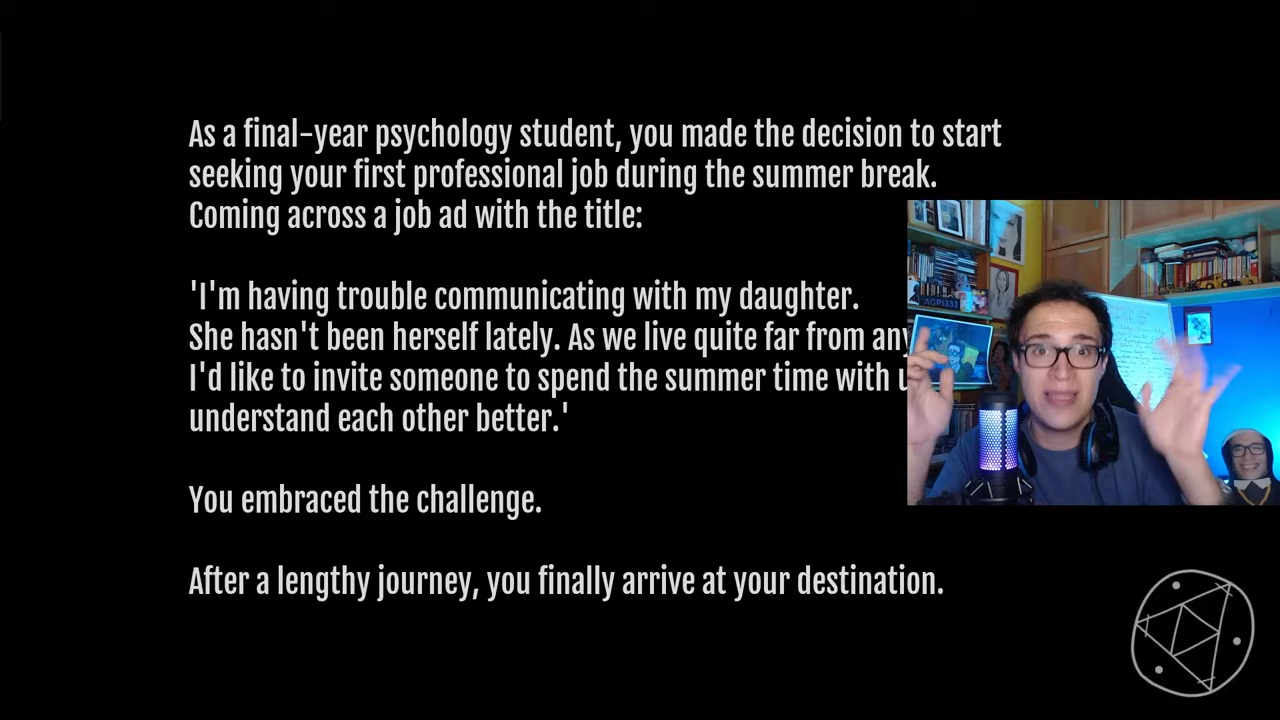 As a final-year psychology student, you made the decision to start
seeking your first professional job during the summer break.
Coming across a job ad with the title:
'I'm having trouble communicating with my daughter.
She hasn't been herself lately. As we live quite far from
I'd like to invite someone to spend the summer time with
understand each other better.'
You embraced the challenge.
After a lengthy journey, you finally arrive at your destination.